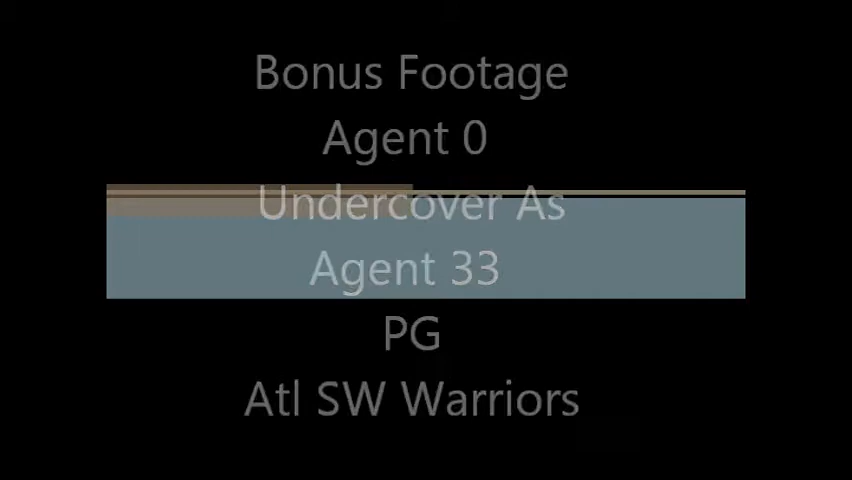 Bonus Footage
Agent 0
Undercover As
Agent 33
PG
Atl SW Warriors